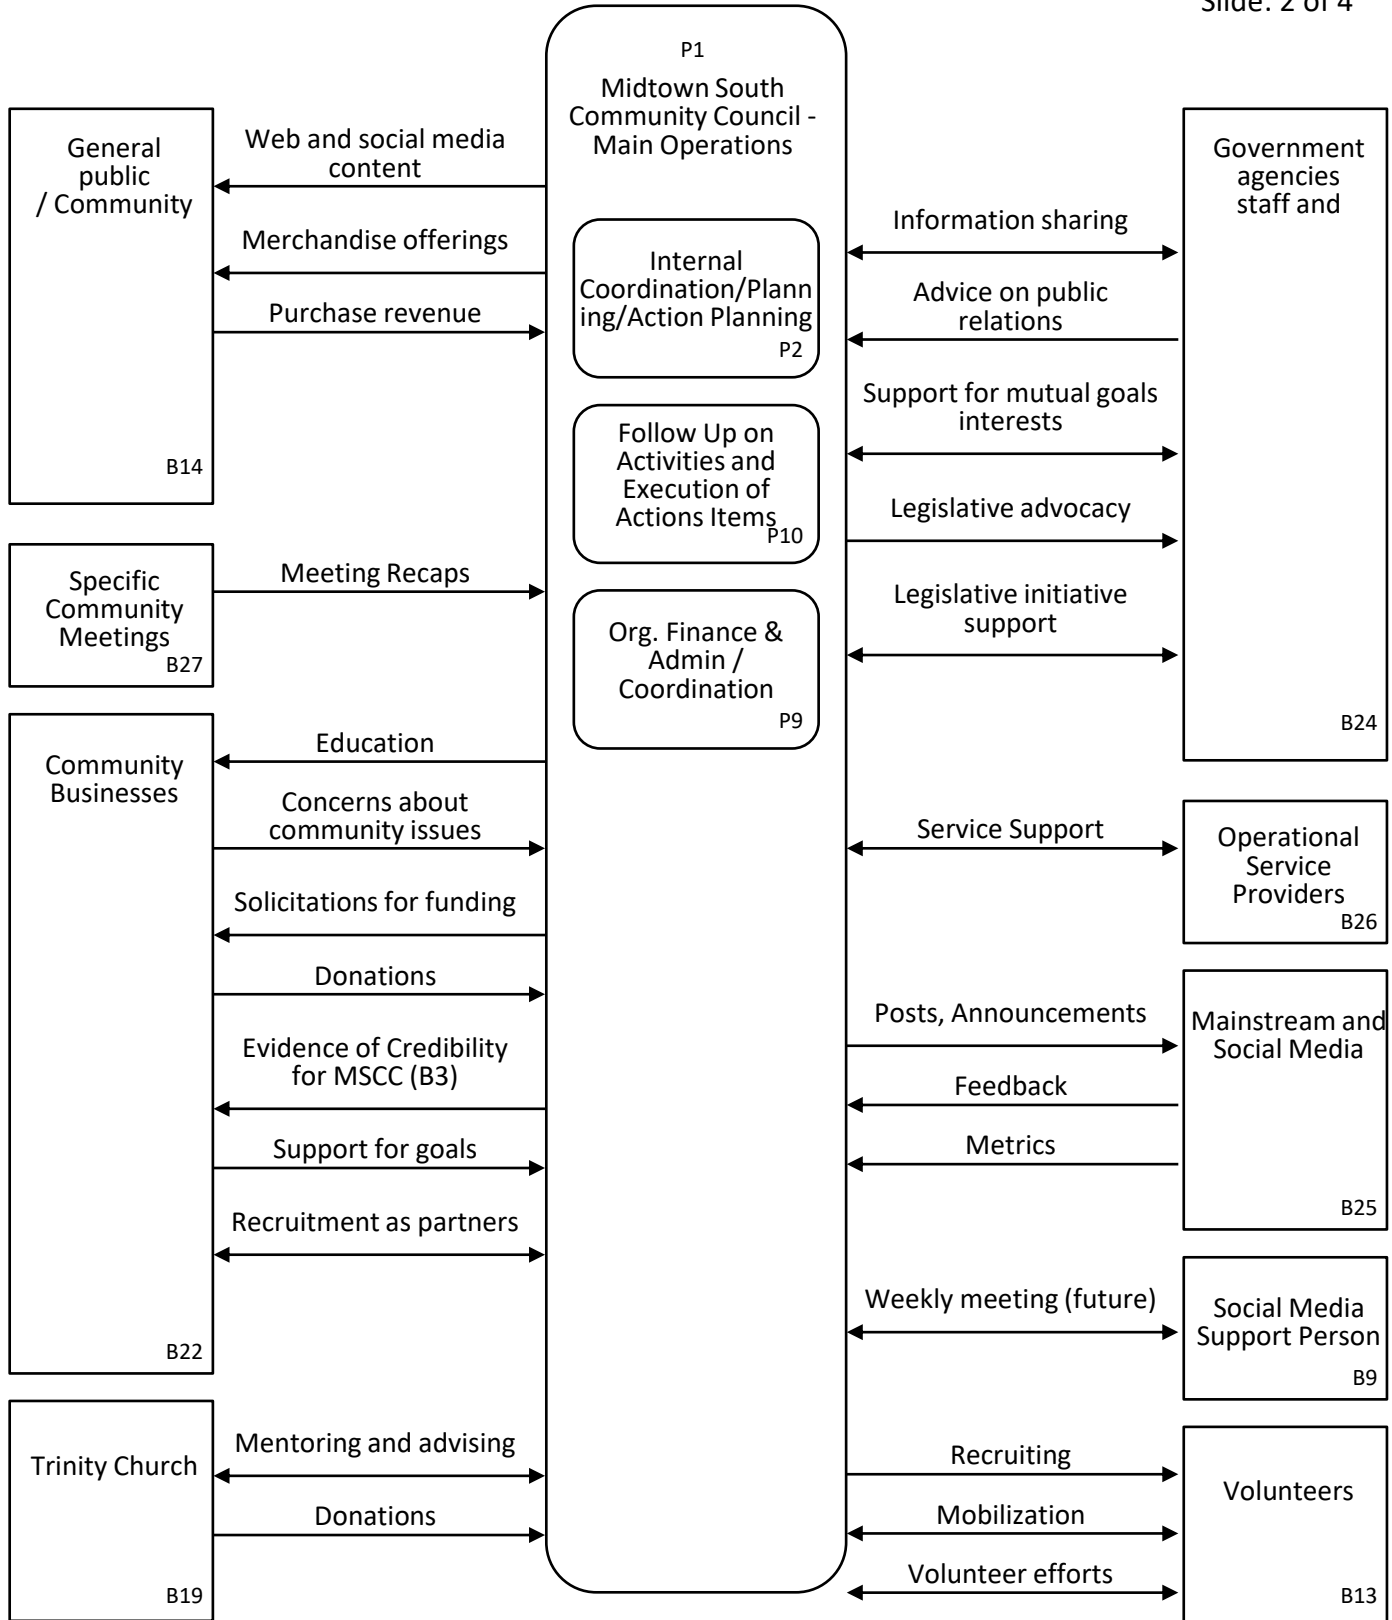 Slide: 2 of 4
P1
Midtown South
Community Council -
Main Operations
Internal
Coordination/Plann
ing/Action Planning
P2
Follow Up on
Activities and
Execution of
Actions Items
P10
Org. Finance &
Admin /
Coordination
P9
General
public
/ Community
B14
Web and social media
content
Merchandise offerings
Purchase revenue
Specific
Community
Meetings
B27
Meeting Recaps
Community
Businesses
B22
Education
Concerns about
community issues
Solicitations for funding
Donations
Evidence of Credibility
for MSCC (B3)
Support for goals
Recruitment as partners
Trinity Church
B19
Mentoring and advising
Donations
Government
agencies
staff and
B24
Information sharing
Advice on public
relations
Support for mutual goals
interests
Legislative advocacy
Legislative initiative
support
Service Support
Operational
Service
Providers
B26
Posts, Announcements
Feedback
Metrics
Mainstream and
Social Media
B25
Weekly meeting (future)
Social Media
Support Person
B9
Recruiting
Mobilization
Volunteer efforts
Volunteers
B13